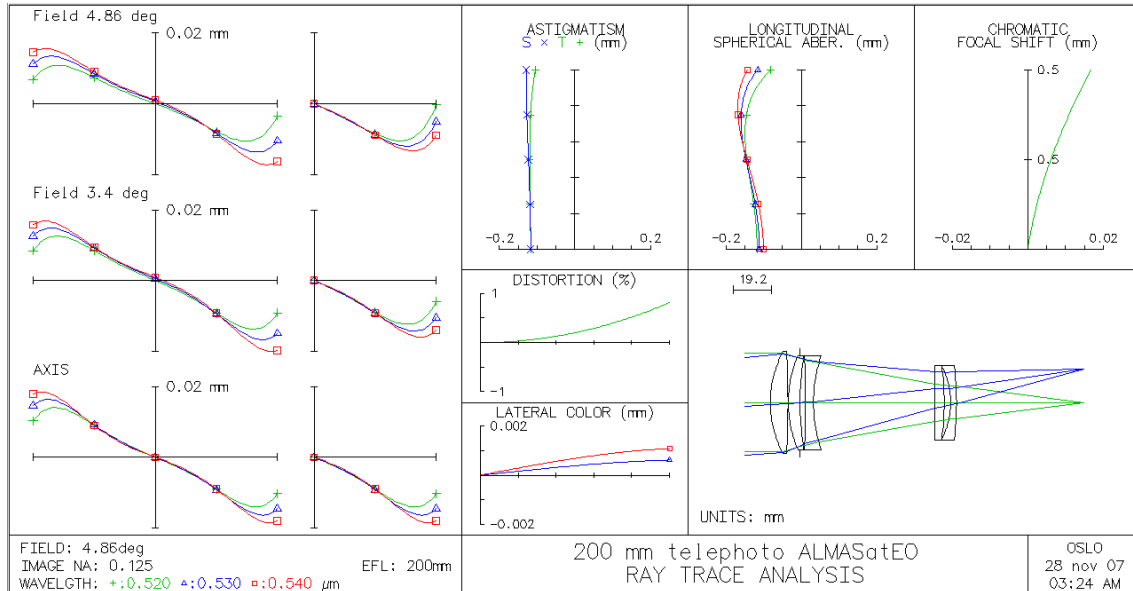 Field 4.86 deg
0.02 mm
Field 3.4 deg
0.02 mm
AXIS
0.02 mm
ASTIGMATISM
S × T + (mm)
-0.2
0.2
LONGITUDINAL
SPHERICAL ABER. (mm)
-0.2
0.2
CHROMATIC
FOCAL SHIFT (mm)
0.5
0.5
-0.02
0.02
DISTORTION (%)
1
-1
LATERAL COLOR (mm)
0.002
-0.002
19.2
UNITS: mm
FIELD: 4.86deg
IMAGE NA: 0.125 EFL: 200mm
WAVELGTH: +:0.520 △:0.530 □:0.540 µm
200 mm telephoto ALMASatEO
RAY TRACE ANALYSIS
OSLO
28 nov 07
03:24 AM